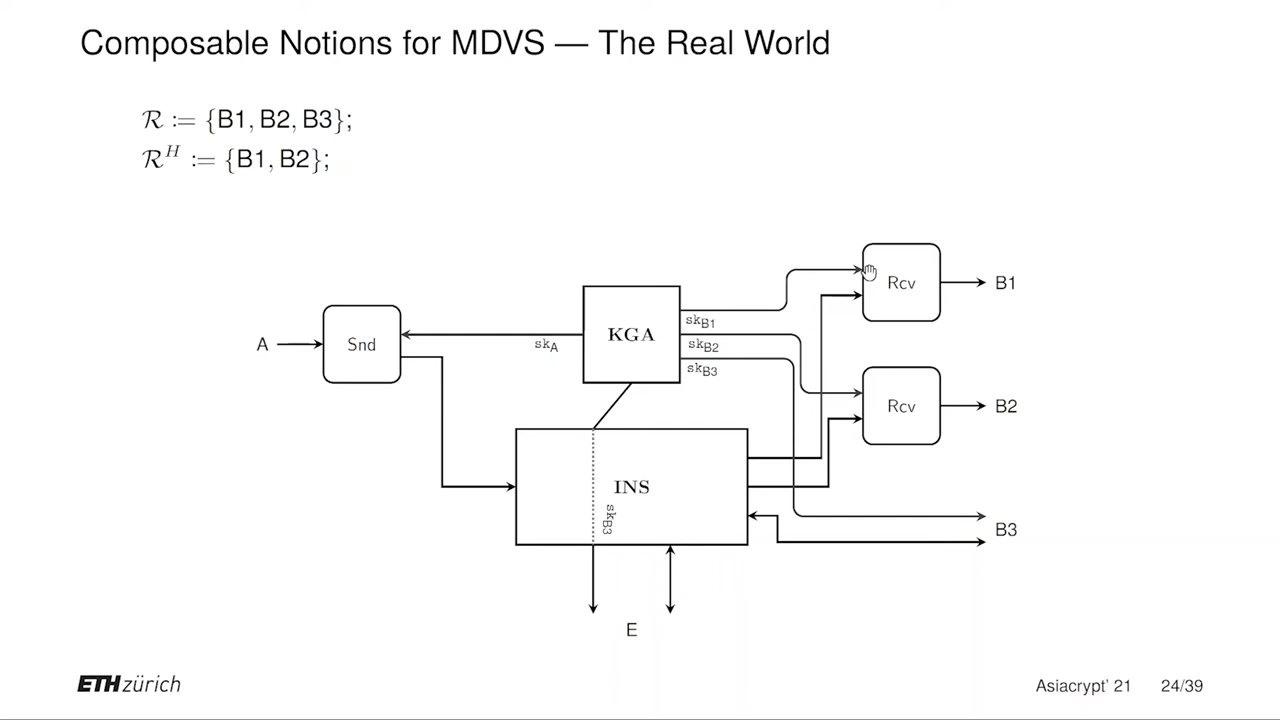 Composable Notions for MDVS — The Real World
R := {B1, B2, B3};
R^H := {B1, B2};
A
Snd
sk_A
KGA
sk_B1
sk_B2
sk_B3
Rcv
B1
Rcv
B2
INS
sk_B3
B3
E
ETH zürich
Asiacrypt' 21 24/39